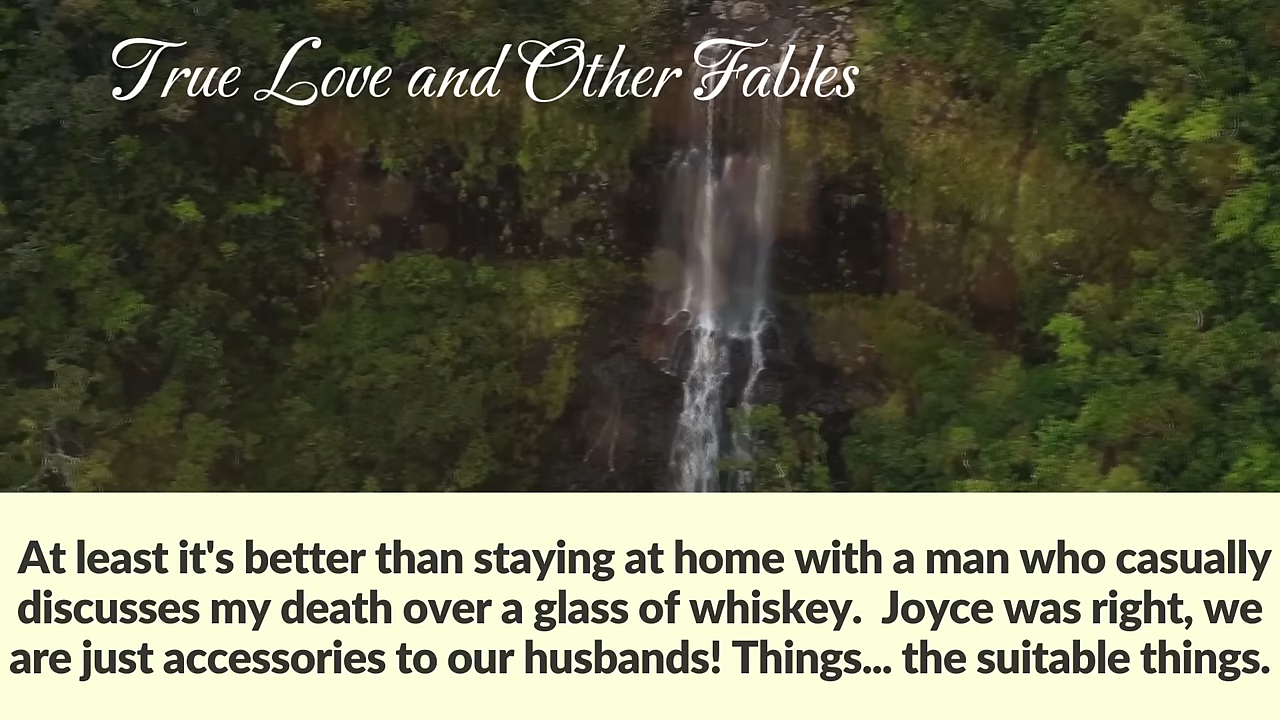 True Love and Other Fables
At least it's better than staying at home with a man who casually
discusses my death over a glass of whiskey.  Joyce was right, we
are just accessories to our husbands! Things... the suitable things.